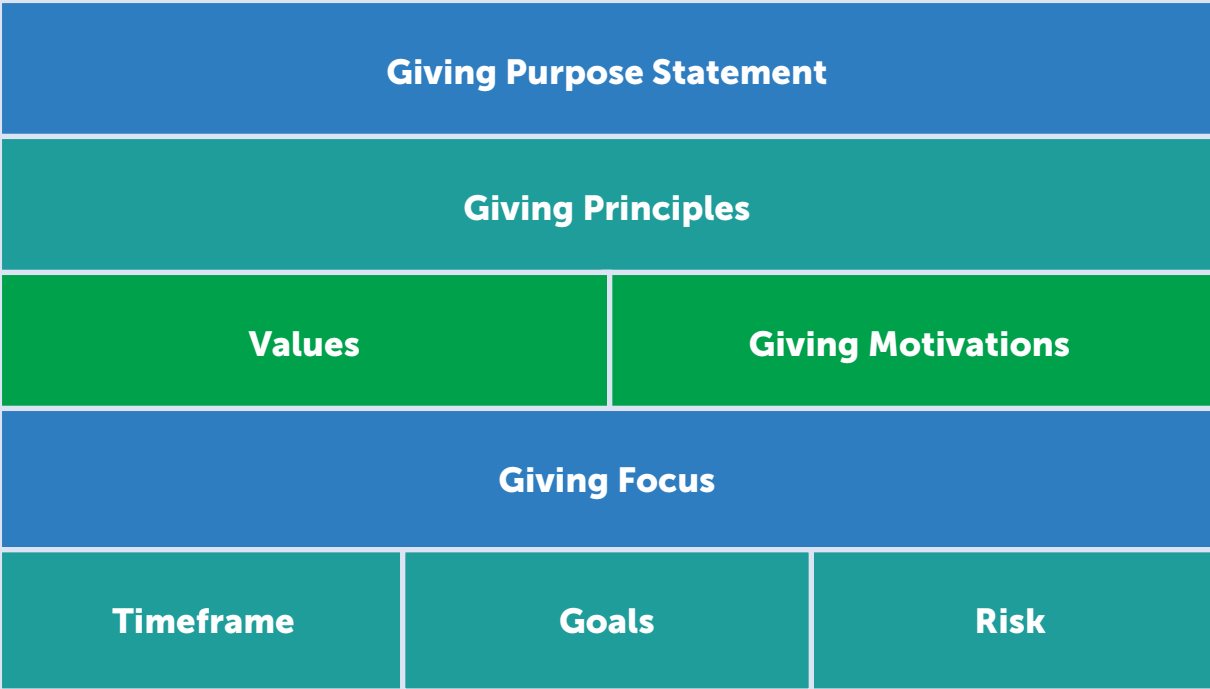 Giving Purpose Statement
Giving Principles
Values
Giving Motivations
Giving Focus
Timeframe
Goals
Risk